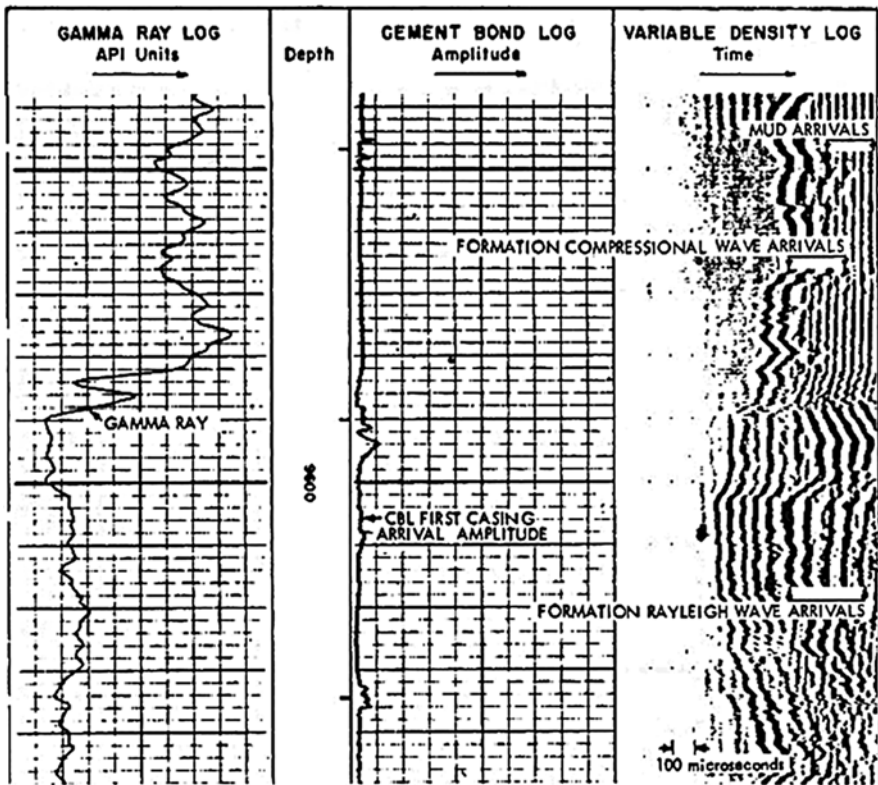 GAMMA RAY LOG
API Units
Depth
CEMENT BOND LOG
Amplitude
VARIABLE DENSITY LOG
Time
MUD ARRIVALS
FORMATION COMPRESSIONAL WAVE ARRIVALS
GAMMA RAY
9600
CBL FIRST CASING
ARRIVAL AMPLITUDE
FORMATION RAYLEIGH WAVE ARRIVALS
100 microseconds